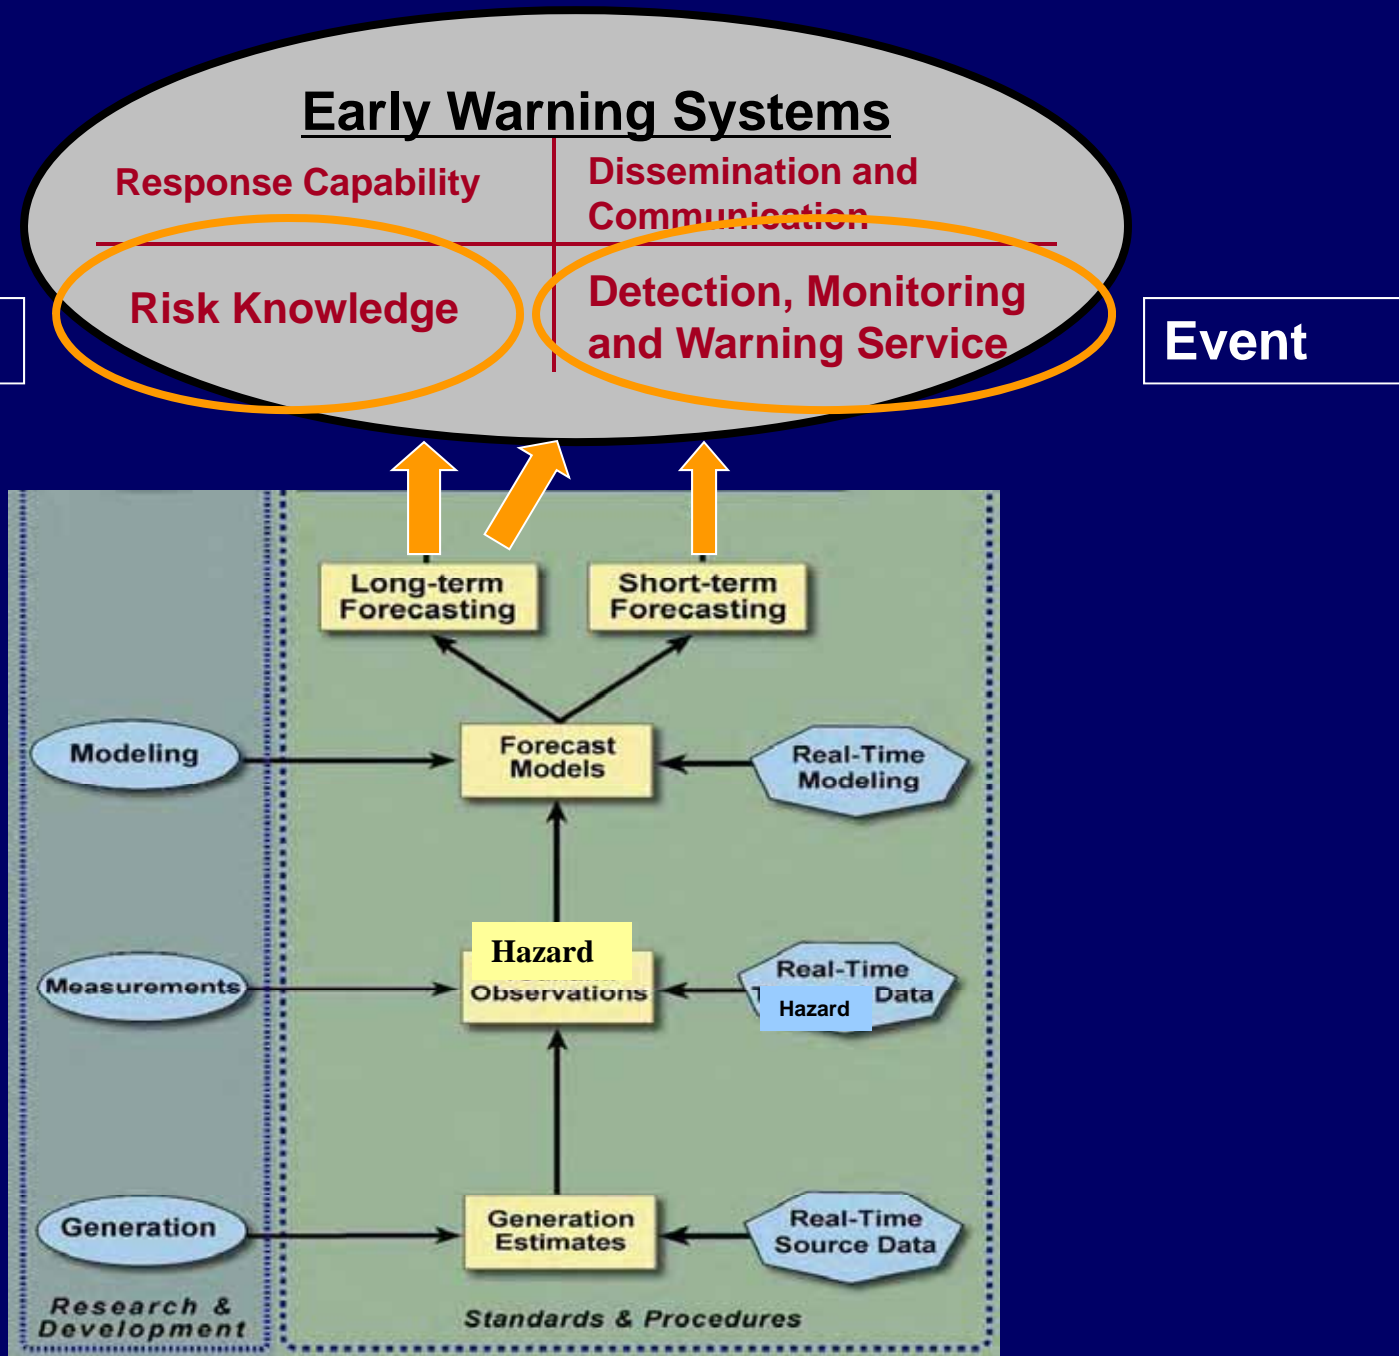 Early Warning Systems
Response Capability
Dissemination and
Communication
Risk Knowledge
Detection, Monitoring
and Warning Service
Event
Long-term
Forecasting
Short-term
Forecasting
Modeling
Forecast
Models
Real-Time
Modeling
Measurements
Hazard
Observations
Real-Time
Data
Hazard
Generation
Generation
Estimates
Real-Time
Source Data
Research &
Development
Standards & Procedures